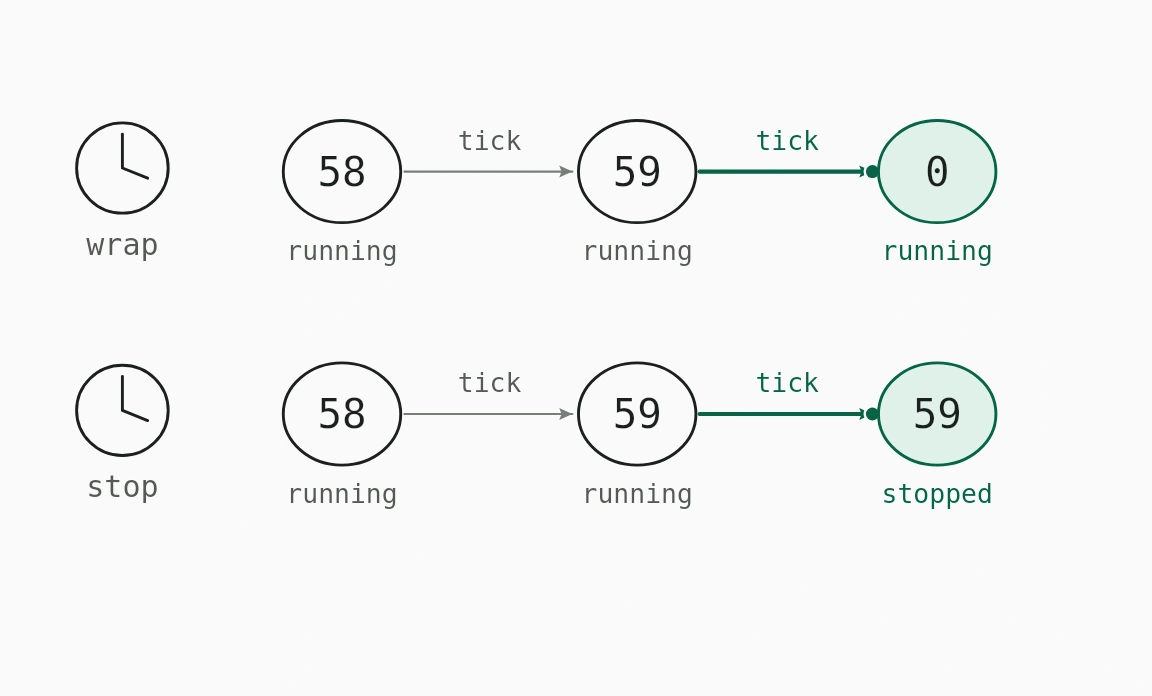 tick tick
58 59 0
wrap running running running
tick tick
58 59 59
stop running running stopped